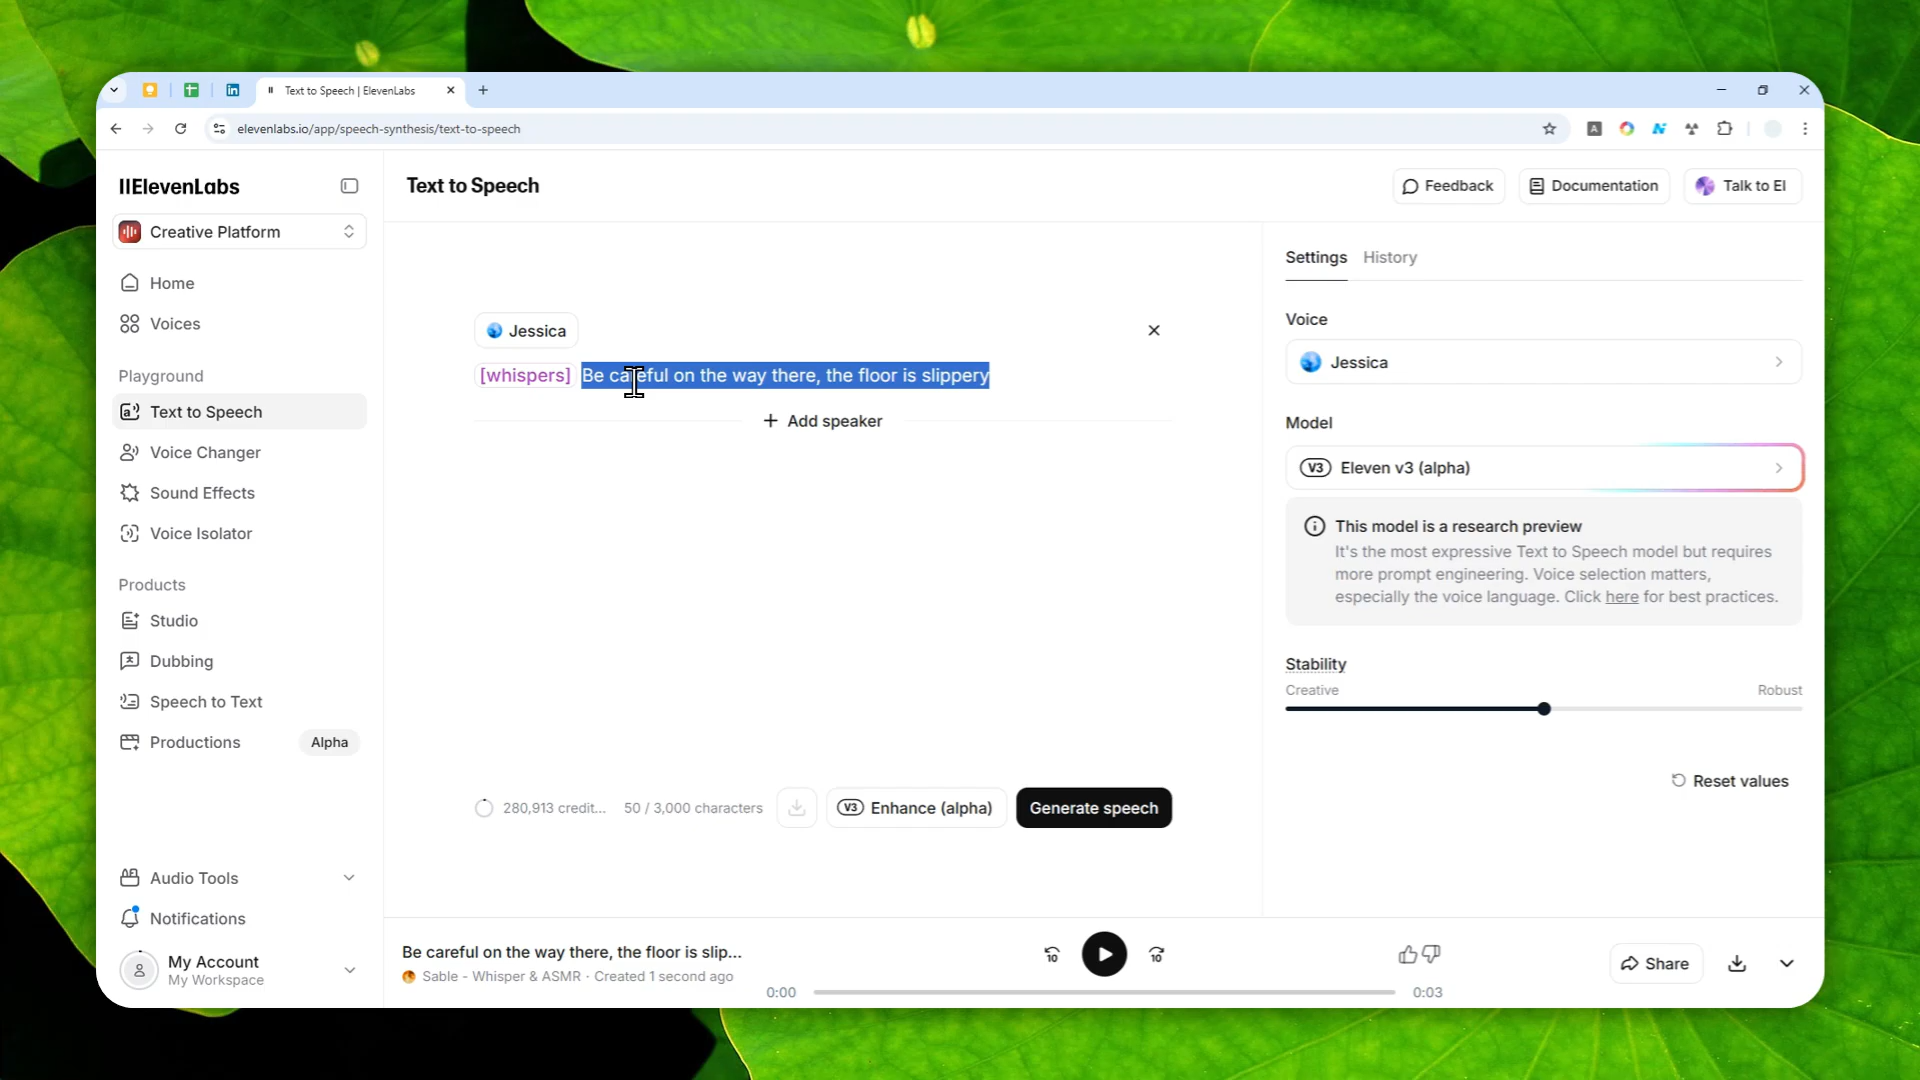 Text to Speech | ElevenLabs
elevenlabs.io/app/speech-synthesis/text-to-speech
IIElevenLabs
Creative Platform
Home
Voices
Playground
Text to Speech
Voice Changer
Sound Effects
Voice Isolator
Products
Studio
Dubbing
Speech to Text
Productions Alpha
Audio Tools
Notifications
My Account
My Workspace
Text to Speech
Feedback
Documentation
Talk to El
Jessica
[whispers] Be careful on the way there, the floor is slippery
+ Add speaker
280,913 credit...
50 / 3,000 characters
V3 Enhance (alpha)
Generate speech
Settings History
Voice
Jessica
Model
V3 Eleven v3 (alpha)
This model is a research preview
It's the most expressive Text to Speech model but requires
more prompt engineering. Voice selection matters,
especially the voice language. Click here for best practices.
Stability
Creative Robust
Reset values
Be careful on the way there, the floor is slip...
Sable - Whisper & ASMR · Created 1 second ago
10 10
0:00 0:03
Share